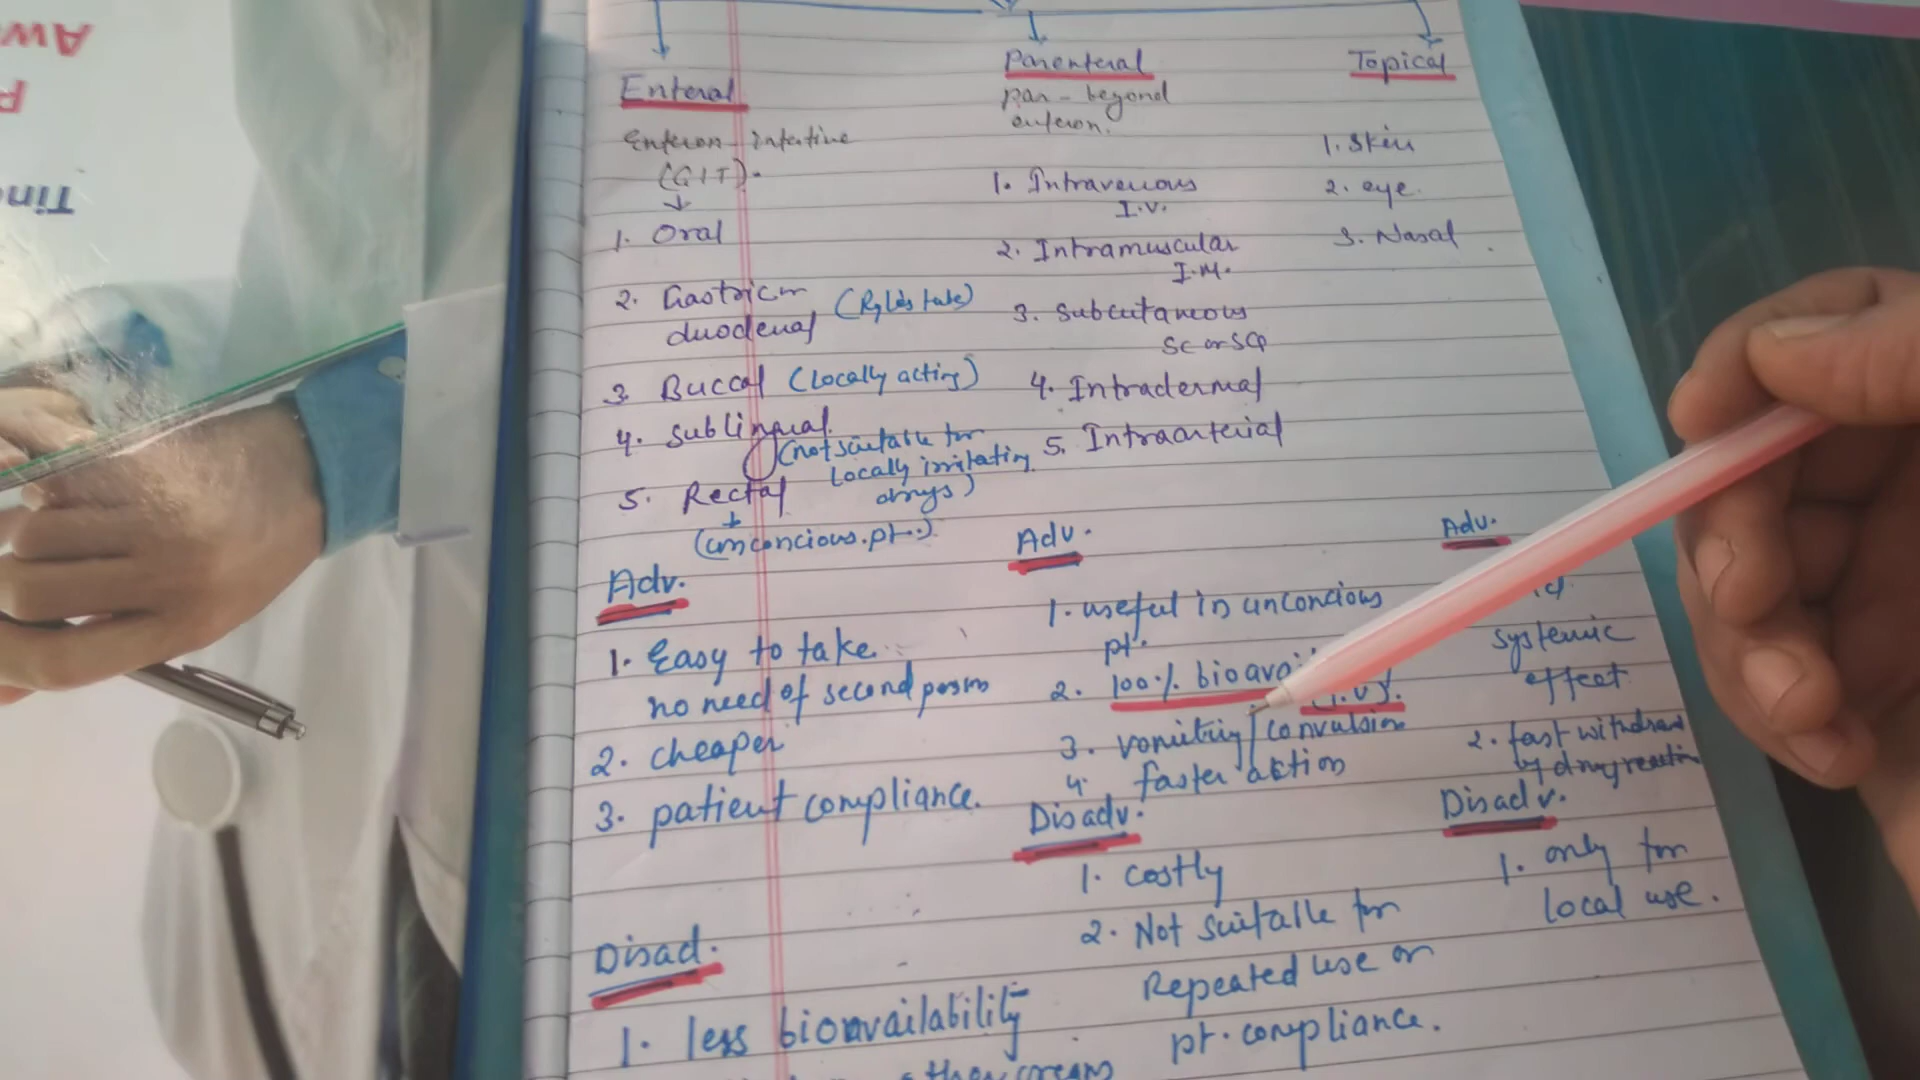 Enteral
Enteron - intestine
(GIT).
1. Oral
2. Gastric or
duodenal
(Ryles tube)
3. Buccal (locally acting)
4. Sublingual
(not suitable for
locally irritating
drugs)
5. Rectal
(unconcious. pt.)
Adv.
1. Easy to take
no need of second person
2. cheaper
3. patient compliance.
Disad.
1. less bioavailability
Parenteral
par - beyond
enteron.
1. Intravenous
I.V.
2. Intramuscular
I.M.
3. Subcutaneous
SC or SQ
4. Intradermal
5. Intraarterial
Adv.
1. useful in unconcious
pt.
2. 100% bioavai
3. vomiting/convulsion
4. faster action
Disadv.
1. costly
2. Not suitable for
Repeated use or
pt. compliance.
Topical
1. Skin
2. eye.
3. Nasal
Adv.
systemic
effect
2. fast withdrawl
Disadv.
1. only for
local use.